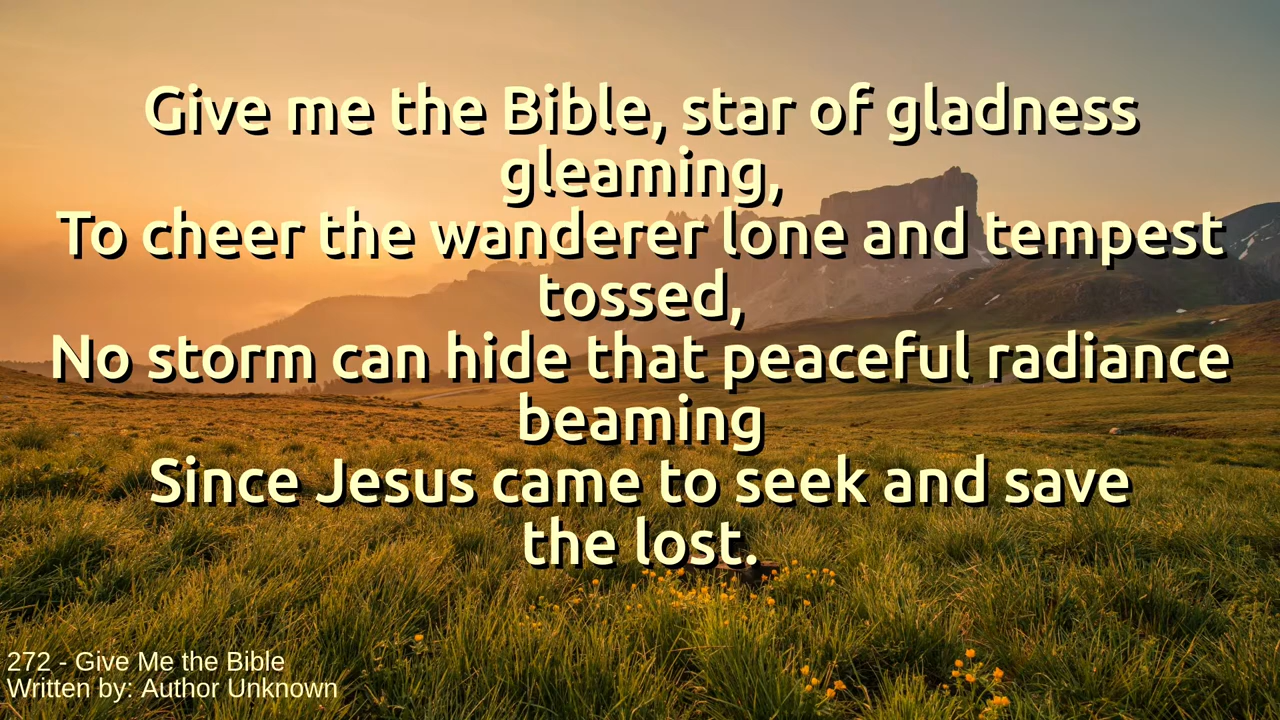 Give me the Bible, star of gladness
gleaming,
To cheer the wanderer lone and tempest
tossed,
No storm can hide that peaceful radiance
beaming
Since Jesus came to seek and save
the lost.
272 - Give Me the Bible
Written by: Author Unknown